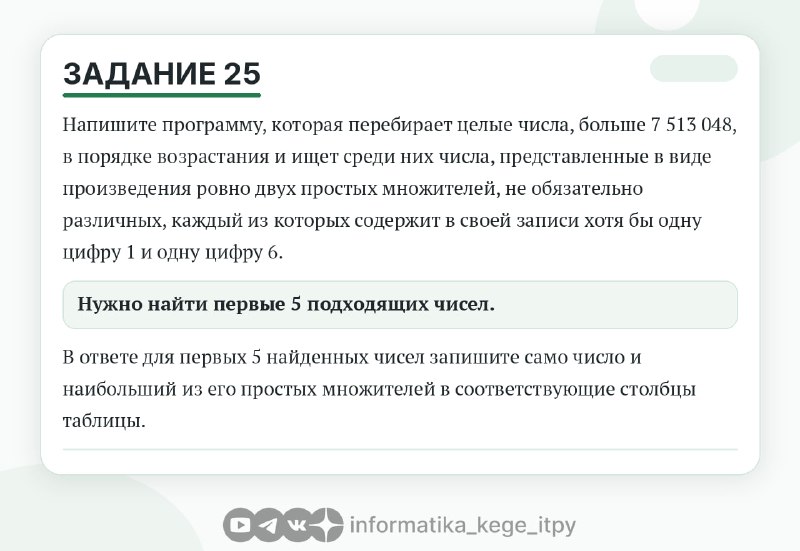 ЗАДАНИЕ 25
Напишите программу, которая перебирает целые числа, больше 7 513 048,
в порядке возрастания и ищет среди них числа, представленные в виде
произведения ровно двух простых множителей, не обязательно
различных, каждый из которых содержит в своей записи хотя бы одну
цифру 1 и одну цифру 6.
Нужно найти первые 5 подходящих чисел.
В ответе для первых 5 найденных чисел запишите само число и
наибольший из его простых множителей в соответствующие столбцы
таблицы.
informatika_kege_itpy